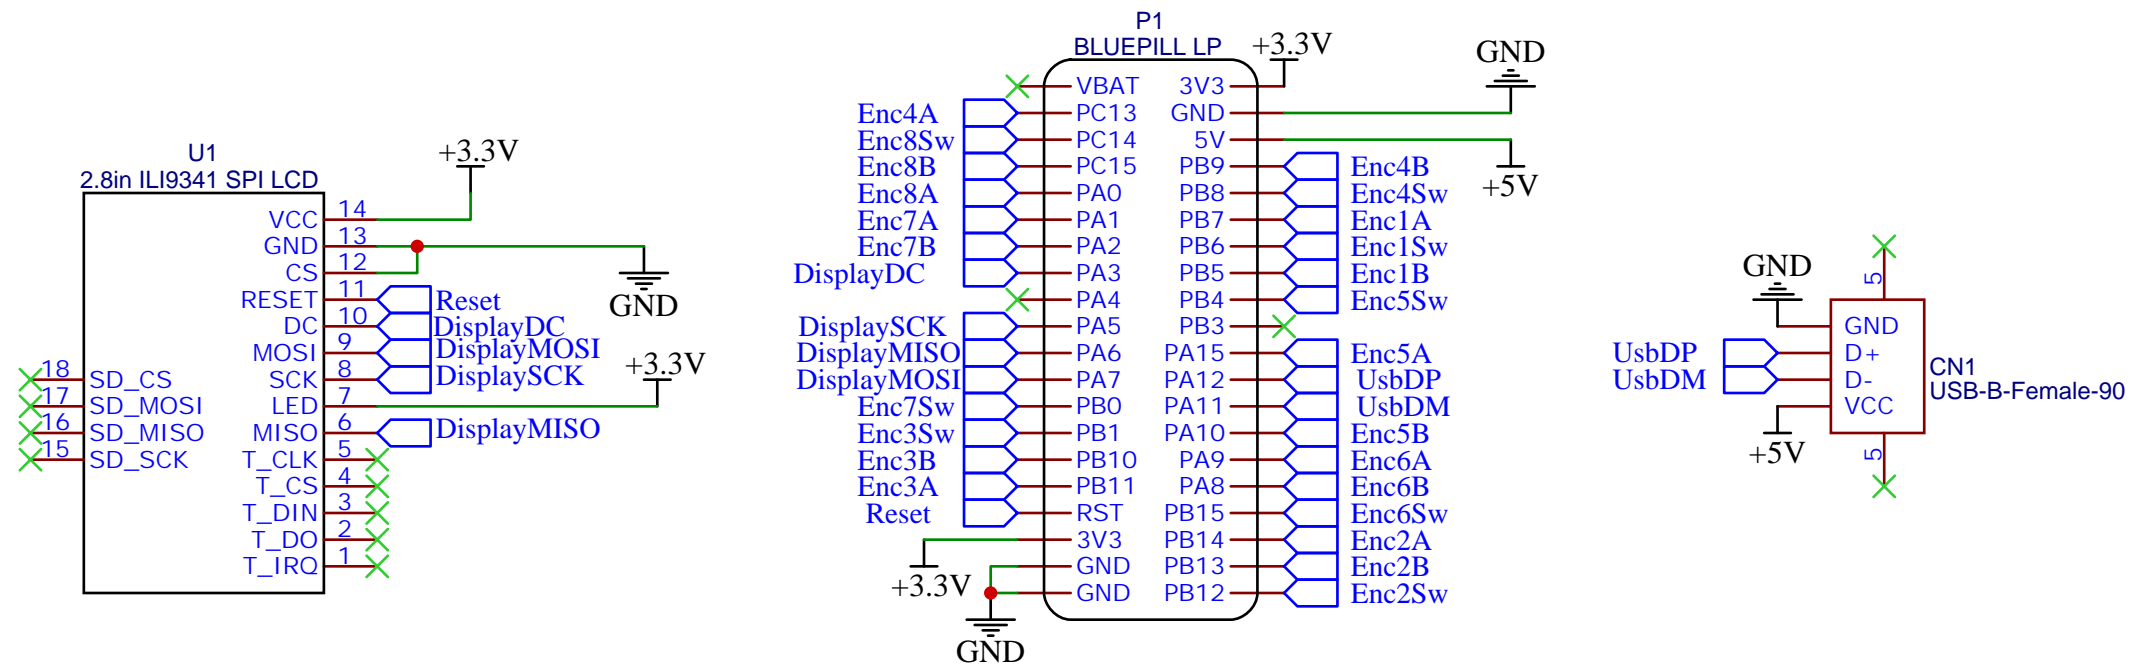 U1
2.8in ILI9341 SPI LCD
+3.3V
VCC 14
GND 13
CS 12
GND
RESET 11 Reset
DC 10 DisplayDC
MOSI 9 DisplayMOSI
18 SD_CS SCK 8 DisplaySCK
+3.3V
17 SD_MOSI LED 7
16 SD_MISO MISO 6 DisplayMISO
15 SD_SCK T_CLK 5
T_CS 4
T_DIN 3
T_DO 2
T_IRQ 1
P1
BLUEPILL LP
+3.3V
GND
VBAT 3V3
Enc4A PC13 GND
Enc8Sw PC14 5V
+5V
Enc8B PC15 PB9 Enc4B
Enc8A PA0 PB8 Enc4Sw
Enc7A PA1 PB7 Enc1A
Enc7B PA2 PB6 Enc1Sw
DisplayDC PA3 PB5 Enc1B
PA4 PB4 Enc5Sw
DisplaySCK PA5 PB3
DisplayMISO PA6 PA15 Enc5A
DisplayMOSI PA7 PA12 UsbDP
Enc7Sw PB0 PA11 UsbDM
Enc3Sw PB1 PA10 Enc5B
Enc3B PB10 PA9 Enc6A
Enc3A PB11 PA8 Enc6B
Reset RST PB15 Enc6Sw
3V3 PB14 Enc2A
+3.3V
GND PB13 Enc2B
GND PB12 Enc2Sw
GND
GND
5
GND
UsbDP D+
UsbDM D-
VCC
+5V
5
CN1
USB-B-Female-90